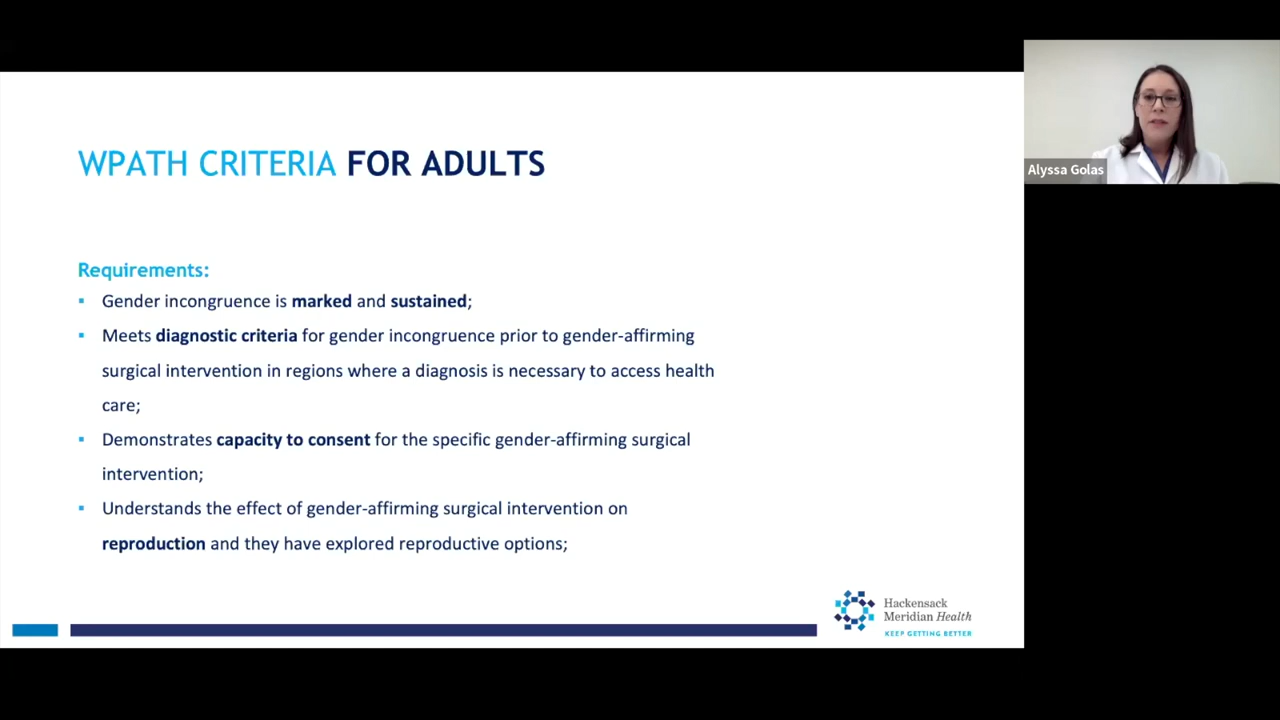 WPATH CRITERIA FOR ADULTS
Alyssa Golas
Requirements:
▪ Gender incongruence is marked and sustained;
▪ Meets diagnostic criteria for gender incongruence prior to gender-affirming
surgical intervention in regions where a diagnosis is necessary to access health
care;
▪ Demonstrates capacity to consent for the specific gender-affirming surgical
intervention;
▪ Understands the effect of gender-affirming surgical intervention on
reproduction and they have explored reproductive options;
Hackensack
Meridian Health
KEEP GETTING BETTER